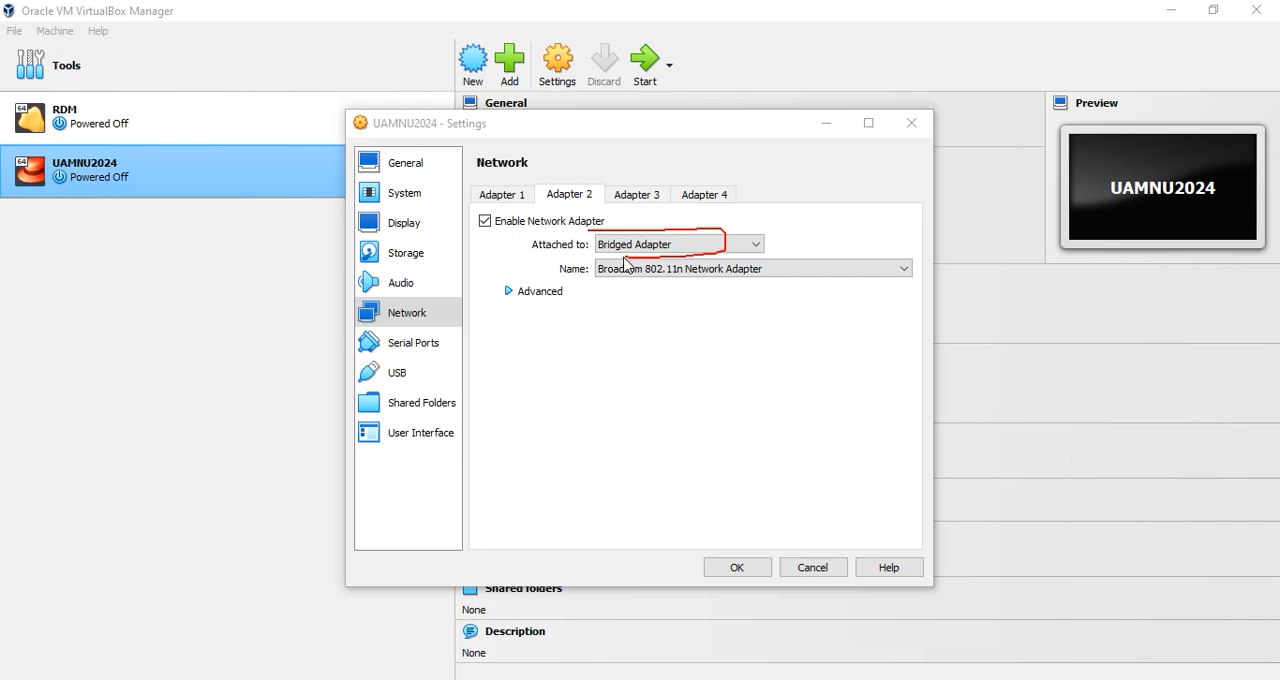 Oracle VM VirtualBox Manager
File Machine Help
Tools
New Add Settings Discard Start
64 RDM
Powered Off
64 UAMNU2024
Powered Off
General
Preview
UAMNU2024
UAMNU2024 - Settings
General
System
Display
Storage
Audio
Network
Serial Ports
USB
Shared Folders
User Interface
Network
Adapter 1 Adapter 2 Adapter 3 Adapter 4
Enable Network Adapter
Attached to: Bridged Adapter
Name: Broadcom 802.11n Network Adapter
Advanced
OK Cancel Help
Shared folders
None
Description
None